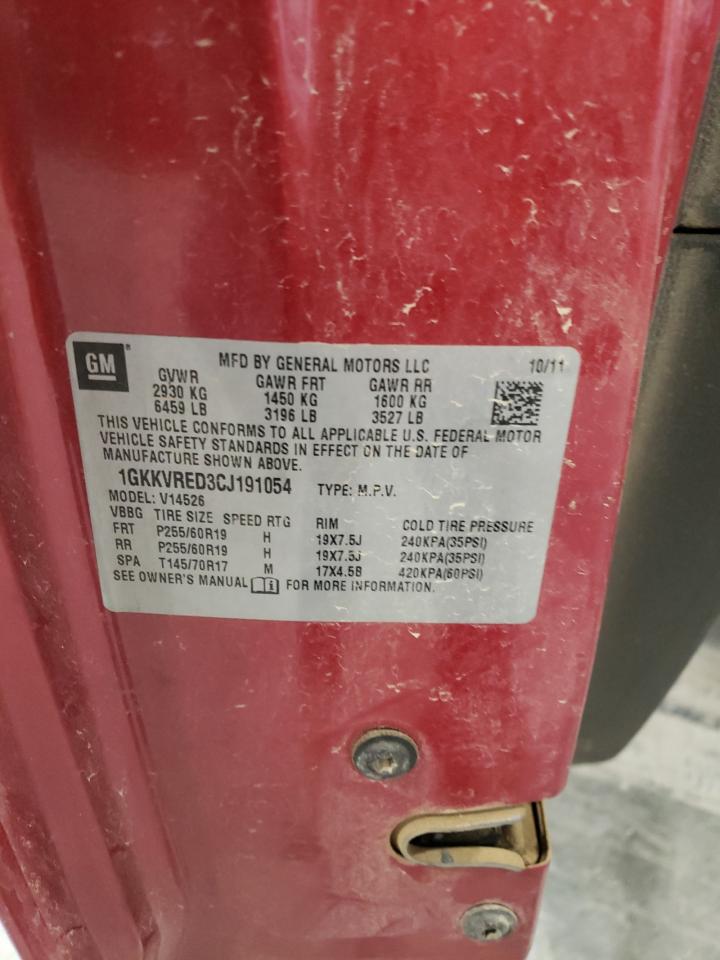 GM® MFD BY GENERAL MOTORS LLC 10/11
GVWR GAWR FRT GAWR RR
2930 KG 1450 KG 1600 KG
6459 LB 3196 LB 3527 LB
THIS VEHICLE CONFORMS TO ALL APPLICABLE U.S. FEDERAL MOTOR
VEHICLE SAFETY STANDARDS IN EFFECT ON THE DATE OF
MANUFACTURE SHOWN ABOVE.
1GKKVRED3CJ191054 TYPE: M.P.V.
MODEL: V14526
VBBG TIRE SIZE SPEED RTG RIM COLD TIRE PRESSURE
FRT P255/60R19 H 19X7.5J 240KPA(35PSI)
RR P255/60R19 H 19X7.5J 240KPA(35PSI)
SPA T145/70R17 M 17X4.5B 420KPA(60PSI)
SEE OWNER'S MANUAL FOR MORE INFORMATION.